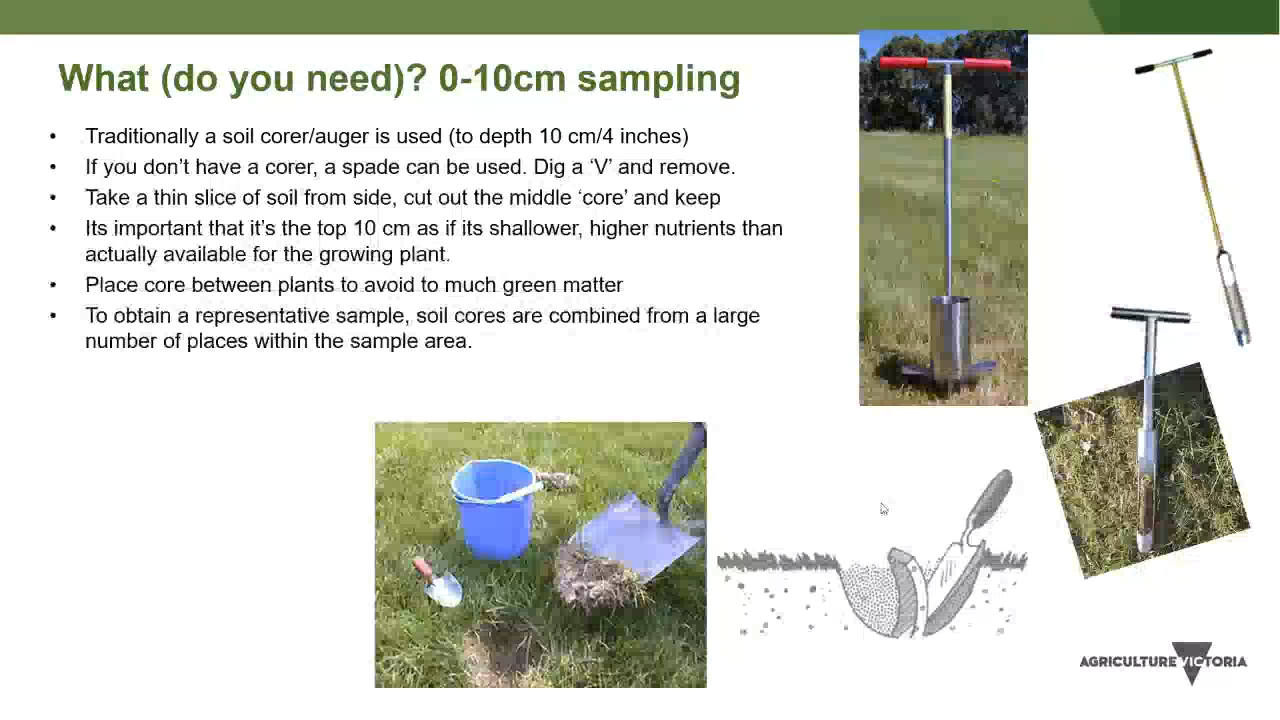 What (do you need)? 0-10cm sampling
• Traditionally a soil corer/auger is used (to depth 10 cm/4 inches)
• If you don’t have a corer, a spade can be used. Dig a ‘V’ and remove.
• Take a thin slice of soil from side, cut out the middle ‘core’ and keep
• Its important that it’s the top 10 cm as if its shallower, higher nutrients than
actually available for the growing plant.
• Place core between plants to avoid to much green matter
• To obtain a representative sample, soil cores are combined from a large
number of places within the sample area.
AGRICULTURE VICTORIA